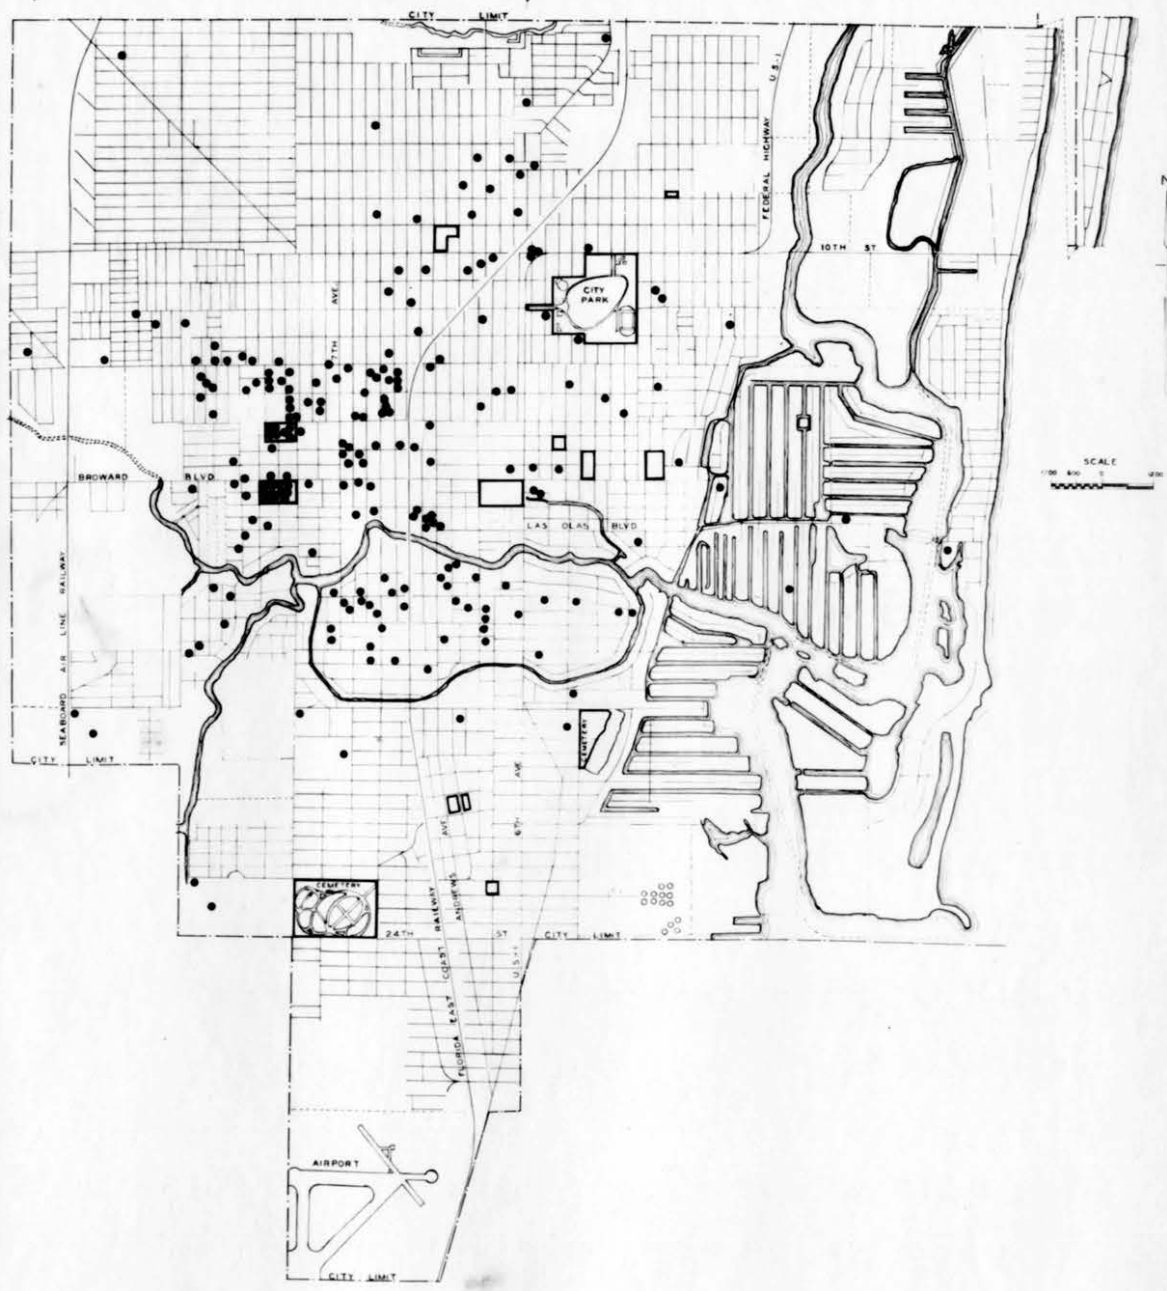 CITY LIMIT
U.S.-1
FEDERAL HIGHWAY
N
10TH ST
7TH AVE
CITY
PARK
SCALE
BROWARD BLVD
LAS OLAS BLVD
SEABOARD AIR LINE RAILWAY
CITY LIMIT
CEMETERY
6TH AVE
CEMETERY
ANDREWS AVE
24TH ST CITY LIMIT
FLORIDA EAST COAST RAILWAY
U.S.-1
AIRPORT
CITY LIMIT